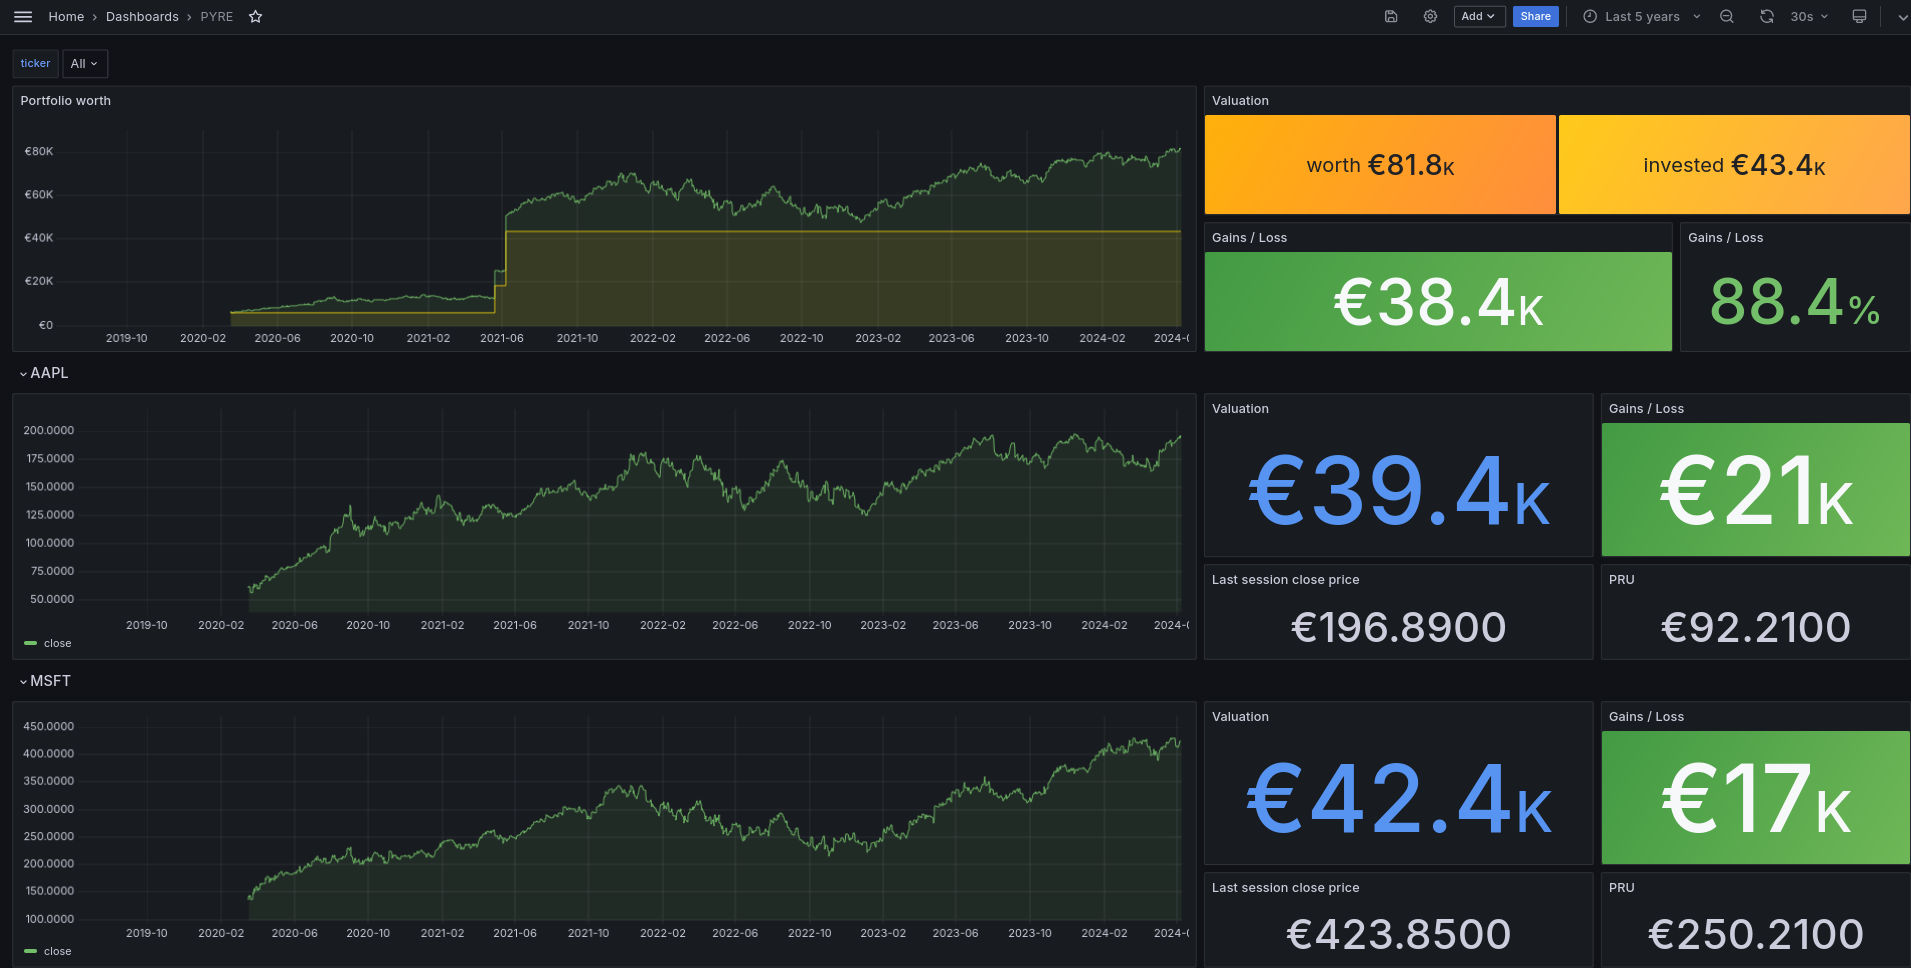 Home › Dashboards › PYRE
Add
Share
Last 5 years
30s
ticker
All
Portfolio worth
€80K
€60K
€40K
€20K
€0
2019-10 2020-02 2020-06 2020-10 2021-02 2021-06 2021-10 2022-02 2022-06 2022-10 2023-02 2023-06 2023-10 2024-02 2024-
Valuation
worth €81.8K
invested €43.4K
Gains / Loss
€38.4K
Gains / Loss
88.4%
AAPL
200.0000
175.0000
150.0000
125.0000
100.0000
75.0000
50.0000
2019-10 2020-02 2020-06 2020-10 2021-02 2021-06 2021-10 2022-02 2022-06 2022-10 2023-02 2023-06 2023-10 2024-02 2024-
close
Valuation
€39.4K
Gains / Loss
€21K
Last session close price
€196.8900
PRU
€92.2100
MSFT
450.0000
400.0000
350.0000
300.0000
250.0000
200.0000
150.0000
100.0000
2019-10 2020-02 2020-06 2020-10 2021-02 2021-06 2021-10 2022-02 2022-06 2022-10 2023-02 2023-06 2023-10 2024-02 2024-
close
Valuation
€42.4K
Gains / Loss
€17K
Last session close price
€423.8500
PRU
€250.2100